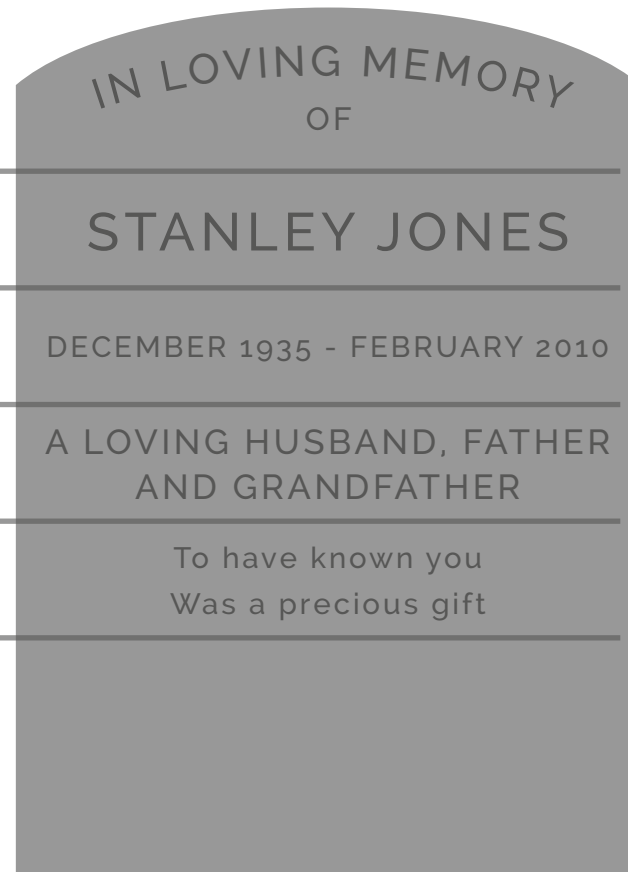 IN LOVING MEMORY
OF
STANLEY JONES
DECEMBER 1935 - FEBRUARY 2010
A LOVING HUSBAND, FATHER
AND GRANDFATHER
To have known you
Was a precious gift